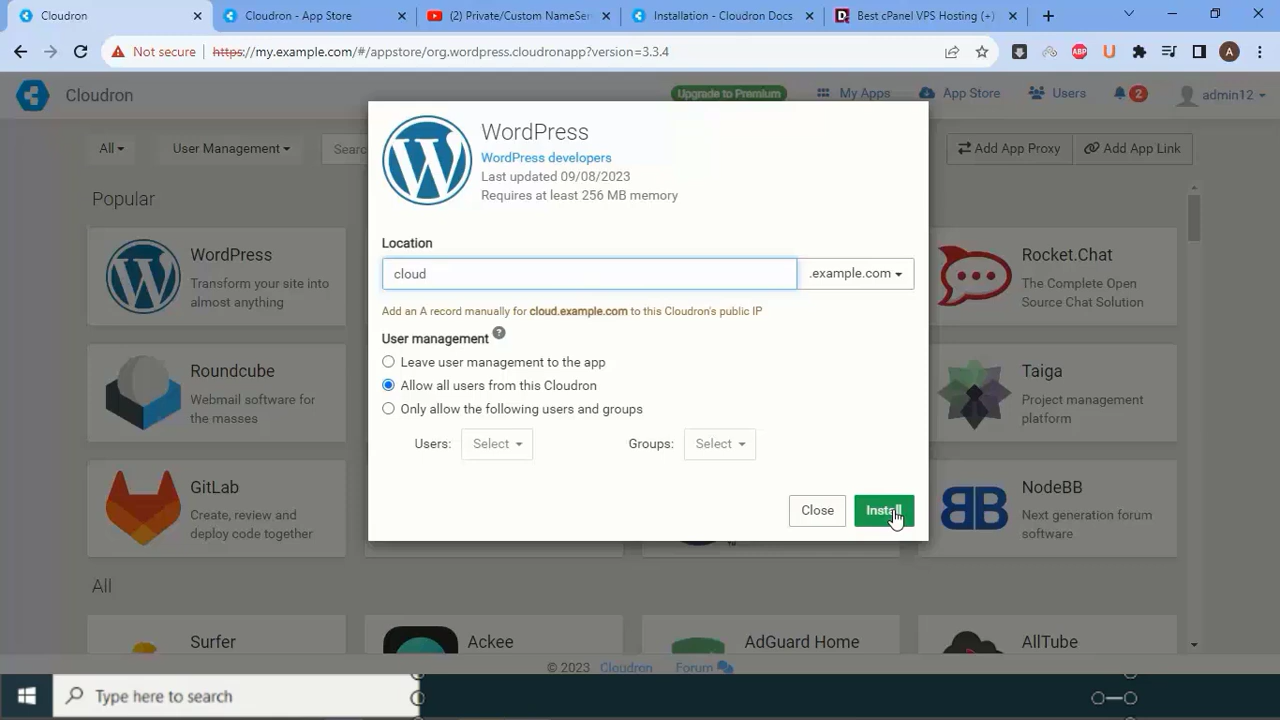 Cloudron
Cloudron - App Store
(2) Private/Custom NameSer
Installation - Cloudron Docs
Best cPanel VPS Hosting (+)
Not secure
https://my.example.com/#/appstore/org.wordpress.cloudronapp?version=3.3.4
ABP
A
Cloudron
Upgrade to Premium
My Apps
App Store
Users
2
admin12
All
User Management
Sear
Add App Proxy
Add App Link
WordPress
WordPress developers
Last updated 09/08/2023
Requires at least 256 MB memory
Location
cloud
.example.com
Add an A record manually for cloud.example.com to this Cloudron's public IP
User management
Leave user management to the app
Allow all users from this Cloudron
Only allow the following users and groups
Users:
Select
Groups:
Select
Close
Install
Popular
WordPress
Transform your site into
almost anything
Rocket.Chat
The Complete Open
Source Chat Solution
Roundcube
Webmail software for
the masses
Taiga
Project management
platform
GitLab
Create, review and
deploy code together
NodeBB
Next generation forum
software
All
Surfer
Ackee
AdGuard Home
AllTube
© 2023
Cloudron
Forum
Type here to search